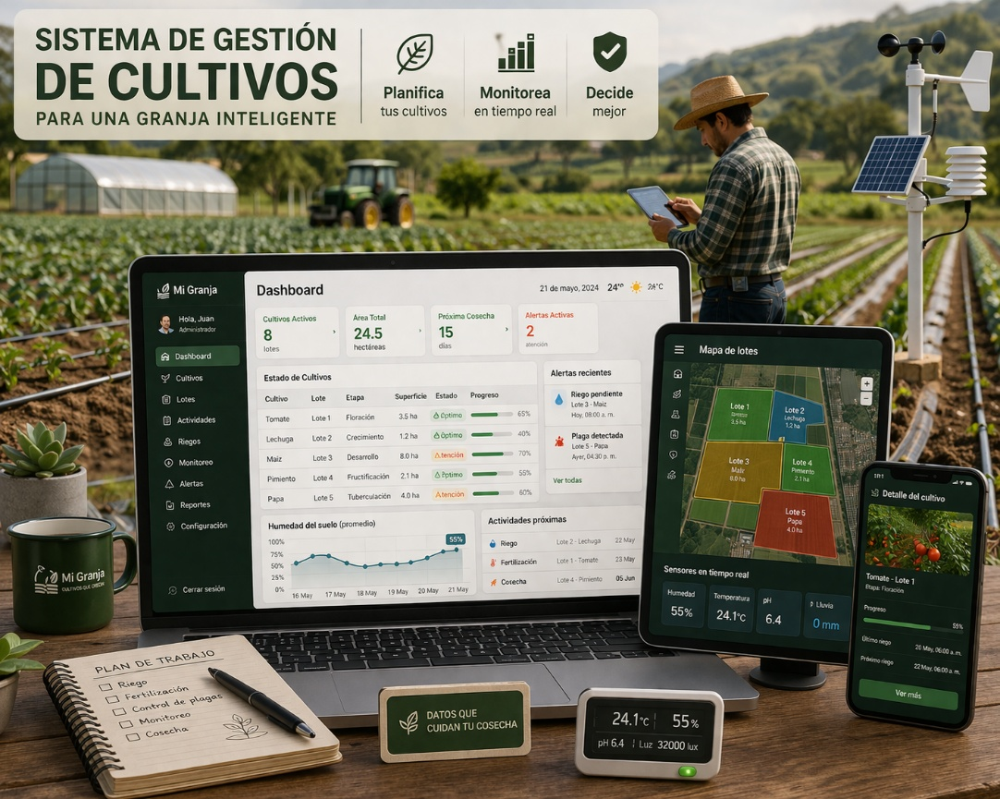 SISTEMA DE GESTIÓN
DE CULTIVOS
PARA UNA GRANJA INTELIGENTE
Planifica
tus cultivos
Monitorea
en tiempo real
Decide
mejor
Mi Granja
Hola, Juan
Administrador
Dashboard
Cultivos
Lotes
Actividades
Riegos
Monitoreo
Alertas
Reportes
Configuración
Cerrar sesión
Dashboard
21 de mayo, 2024
Cultivos Activos
8
lotes
Área Total
24.5
hectáreas
Próxima Cosecha
15
días
Alertas Activas
2
atención
Estado de Cultivos
Cultivo Lote Etapa Superficie Estado Progreso
Tomate Lote 1 Floración 3.5 ha Óptimo 65%
Lechuga Lote 2 Crecimiento 1.2 ha Óptimo 40%
Maíz Lote 3 Desarrollo 8.0 ha Atención 70%
Pimiento Lote 4 Fructificación 2.1 ha Óptimo 55%
Papa Lote 5 Tuberculación 4.0 ha Atención 60%
Alertas recientes
Riego pendiente
Lote 3 - Maíz
Hoy, 08:00 a. m.
Plaga detectada
Lote 5 - Papa
Ayer, 04.30 p. m.
Ver todas
Humedad del suelo (promedio)
100%
75%
50%
25%
0%
55%
16 May 17 May 18 May 19 May 20 May 21 May
Actividades próximas
Riego Lote 2 - Lechuga 22 May
Fertilización Lote 1 - Tomate 23 May
Cosecha Lote 4 - Pimiento 05 Jun
Mapa de lotes
+
-
Lote 1
3.5 ha
Lote 2
Lechuga
1.2 ha
Lote 3
Maíz
8.0 ha
Lote 4
Pimento
2.1 ha
Lote 5
Papa
4.0 ha
Sensores en tiempo real
Humedad
55%
Temperatura
24.1°C
pH
6.4
Lluvia
0 mm
Detalle del cultivo
Tomate - Lote 1
Etapa: Floración
Progreso
55%
Último riego
20 May, 06:00 a. m.
Próximo riego
22 May, 06:00 a. m.
Ver más
Mi Granja
PLAN DE TRABAJO
Riego
Fertilización
Control de plagas
Monitoreo
Cosecha
DATOS QUE
CUIDAN TU COSECHA
24.1°C 55%
pH 6.4 Luz 32000 lux